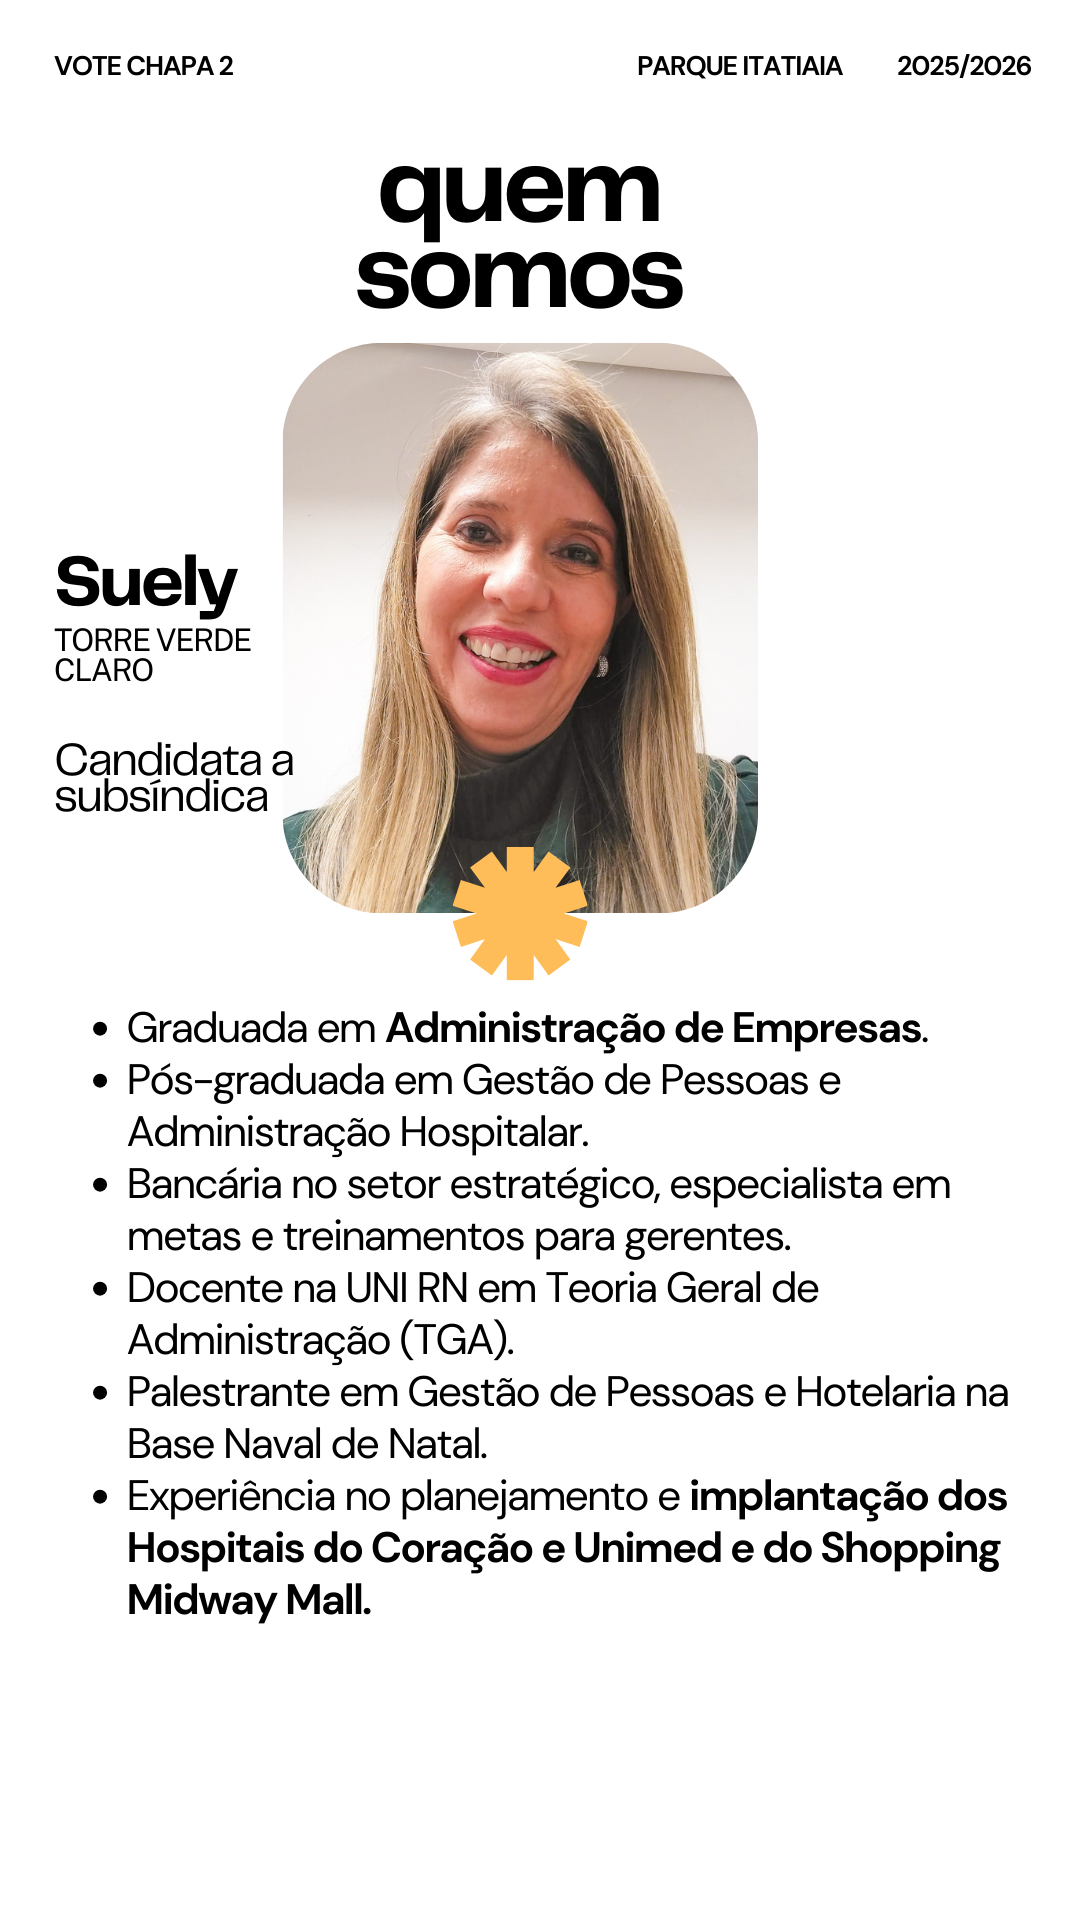 VOTE CHAPA 2
PARQUE ITATIAIA
2025/2026
quem
somos
Suely
TORRE VERDE
CLARO
Candidata a
subsíndica
• Graduada em Administração de Empresas.
• Pós-graduada em Gestão de Pessoas e
Administração Hospitalar.
• Bancária no setor estratégico, especialista em
metas e treinamentos para gerentes.
• Docente na UNI RN em Teoria Geral de
Administração (TGA).
• Palestrante em Gestão de Pessoas e Hotelaria na
Base Naval de Natal.
• Experiência no planejamento e implantação dos
Hospitais do Coração e Unimed e do Shopping
Midway Mall.